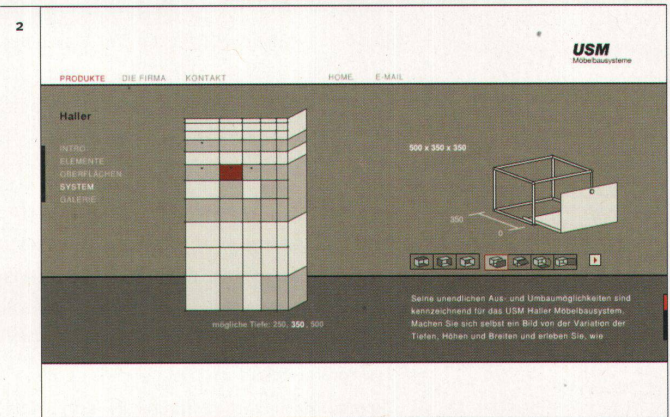 2
USM
Möbelbausysteme
PRODUKTE DIE FIRMA KONTAKT HOME E-MAIL
Haller
INTRO
ELEMENTE
OBERFLÄCHEN
SYSTEM
GALERIE
500 x 350 x 350
350
0
mögliche Tiefe: 250, 350, 500
Seine unendlichen Aus- und Umbaumöglichkeiten sind
kennzeichnend für das USM Haller Möbelbausystem.
Machen Sie sich selbst ein Bild von der Variation der
Tiefen, Höhen und Breiten und erleben Sie, wie